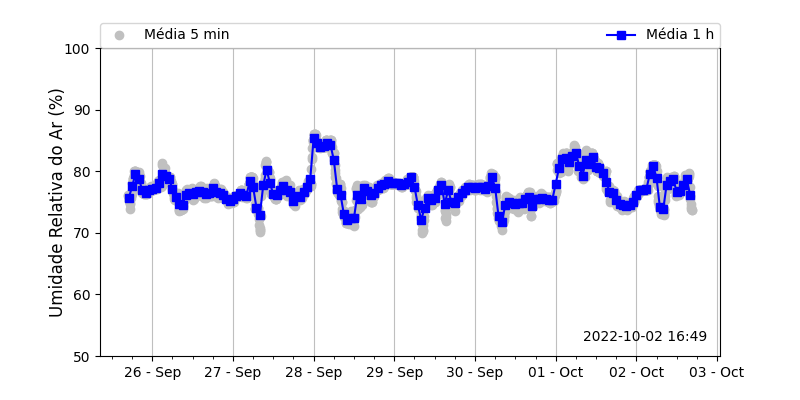 Média 5 min Média 1 h
100
90
80
70
60
50
Umidade Relativa do Ar (%)
2022-10-02 16:49
26 - Sep 27 - Sep 28 - Sep 29 - Sep 30 - Sep 01 - Oct 02 - Oct 03 - Oct